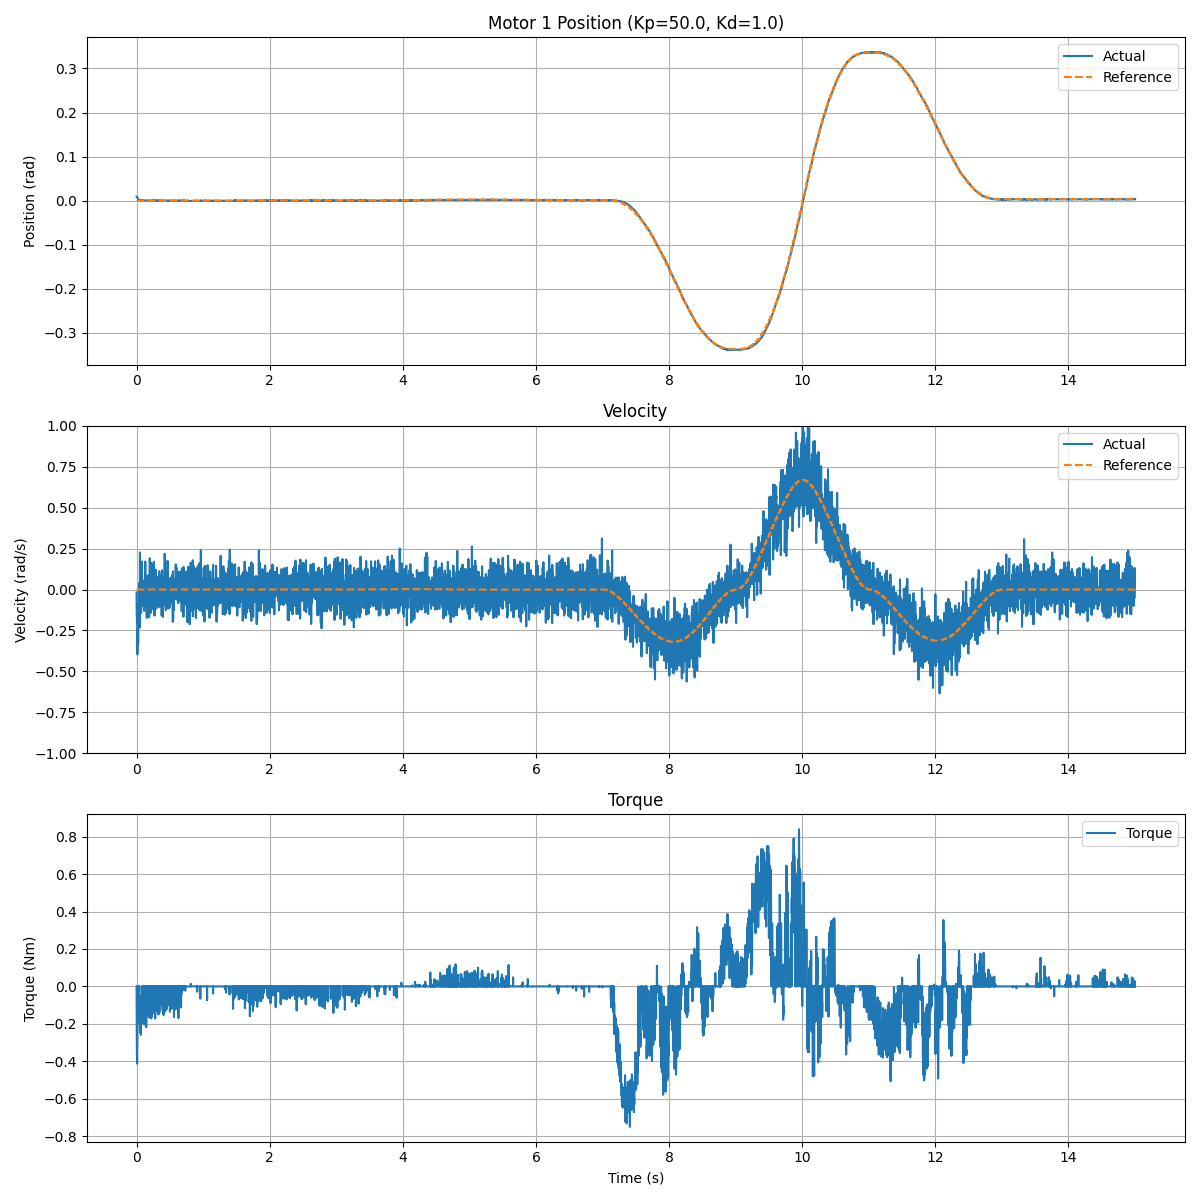 Motor 1 Position (Kp=50.0, Kd=1.0)
Position (rad)
0.3
0.2
0.1
0.0
−0.1
−0.2
−0.3
Actual
Reference
0 2 4 6 8 10 12 14
Velocity
Velocity (rad/s)
1.00
0.75
0.50
0.25
0.00
−0.25
−0.50
−0.75
−1.00
Actual
Reference
0 2 4 6 8 10 12 14
Torque
Torque (Nm)
0.8
0.6
0.4
0.2
0.0
−0.2
−0.4
−0.6
−0.8
Torque
0 2 4 6 8 10 12 14
Time (s)